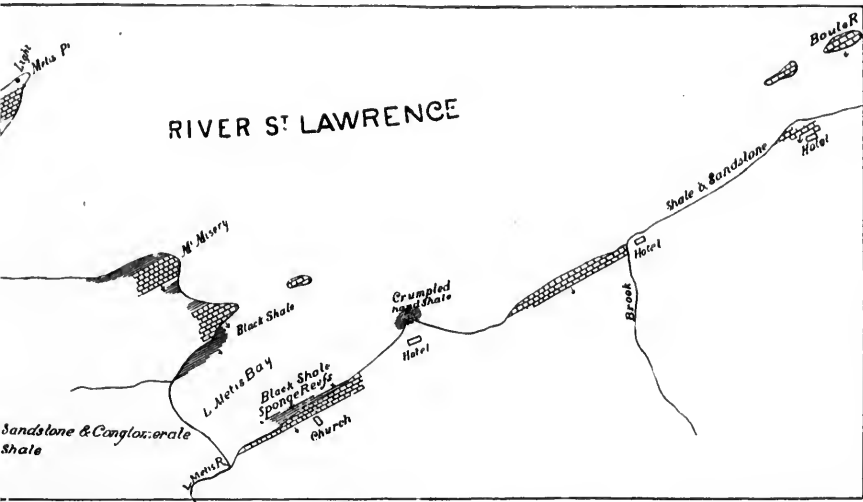 Light
Metis Pt
Boule R
RIVER ST LAWRENCE
Hotel
Shale & Sandstone
Mt Misery
Hotel
Crumpled
hard Shale
Black Shale
Brook
Hotel
L Metis Bay
Black Shale
Sponge Reefs
Church
Sandstone & Conglomerate
Shale
L Metis R